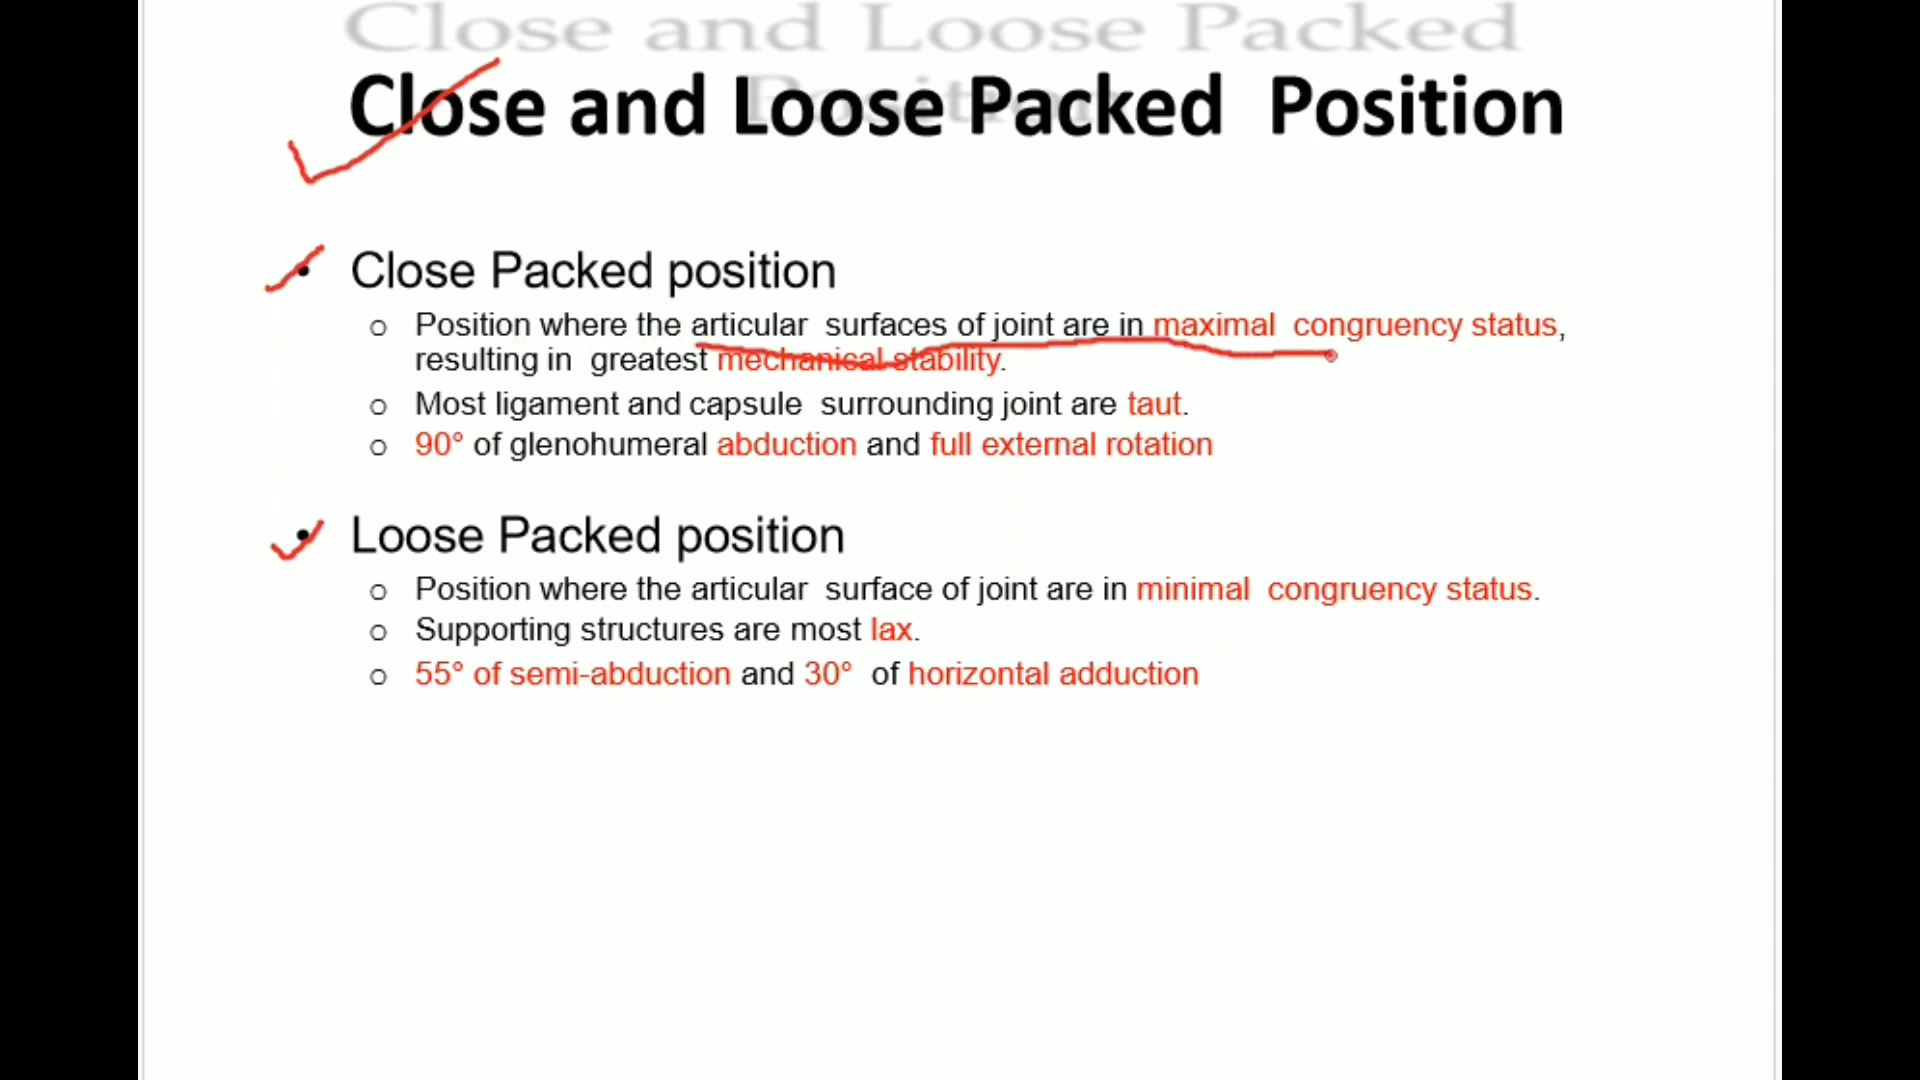 Close and Loose Packed
Close and Loose Packed Position
• Close Packed position
o Position where the articular surfaces of joint are in maximal congruency status,
resulting in greatest mechanical stability.
o Most ligament and capsule surrounding joint are taut.
o 90° of glenohumeral abduction and full external rotation
• Loose Packed position
o Position where the articular surface of joint are in minimal congruency status.
o Supporting structures are most lax.
o 55° of semi-abduction and 30° of horizontal adduction